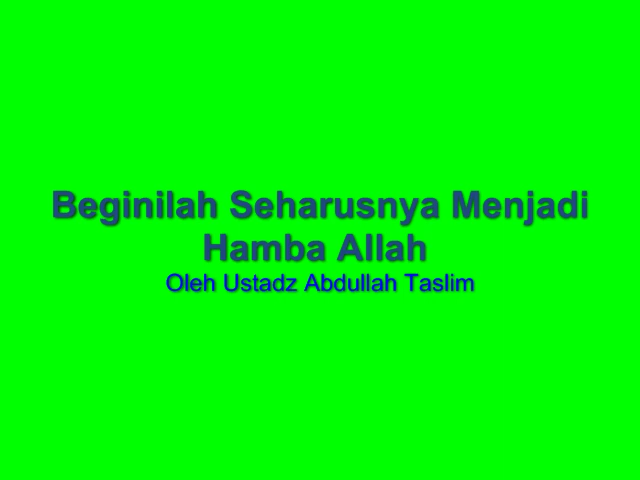 Beginilah Seharusnya Menjadi
Hamba Allah
Oleh Ustadz Abdullah Taslim